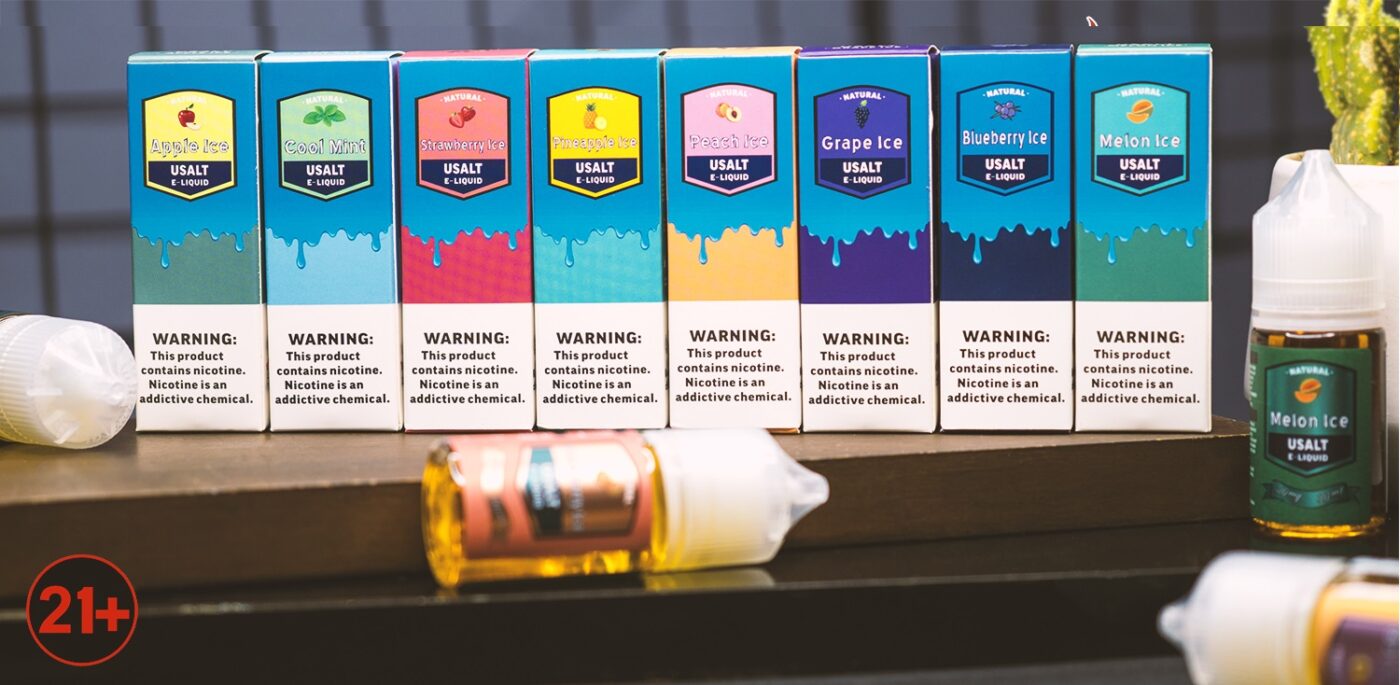 · NATURAL ·
Apple Ice
USALT
E-LIQUID
WARNING:
This product
contains nicotine.
Nicotine is an
addictive chemical.
· NATURAL ·
Cool Mint
USALT
E-LIQUID
WARNING:
This product
contains nicotine.
Nicotine is an
addictive chemical.
· NATURAL ·
Strawberry Ice
USALT
E-LIQUID
WARNING:
This product
contains nicotine.
Nicotine is an
addictive chemical.
· NATURAL ·
Pineapple Ice
USALT
E-LIQUID
WARNING:
This product
contains nicotine.
Nicotine is an
addictive chemical.
· NATURAL ·
Peach Ice
USALT
E-LIQUID
WARNING:
This product
contains nicotine.
Nicotine is an
addictive chemical.
· NATURAL ·
Grape Ice
USALT
E-LIQUID
WARNING:
This product
contains nicotine.
Nicotine is an
addictive chemical.
· NATURAL ·
Blueberry Ice
USALT
E-LIQUID
WARNING:
This product
contains nicotine.
Nicotine is an
addictive chemical.
· NATURAL ·
Melon Ice
USALT
E-LIQUID
WARNING:
This product
contains nicotine.
Nicotine is an
addictive chemical.
· NATURAL ·
Melon Ice
USALT
E-LIQUID
21+